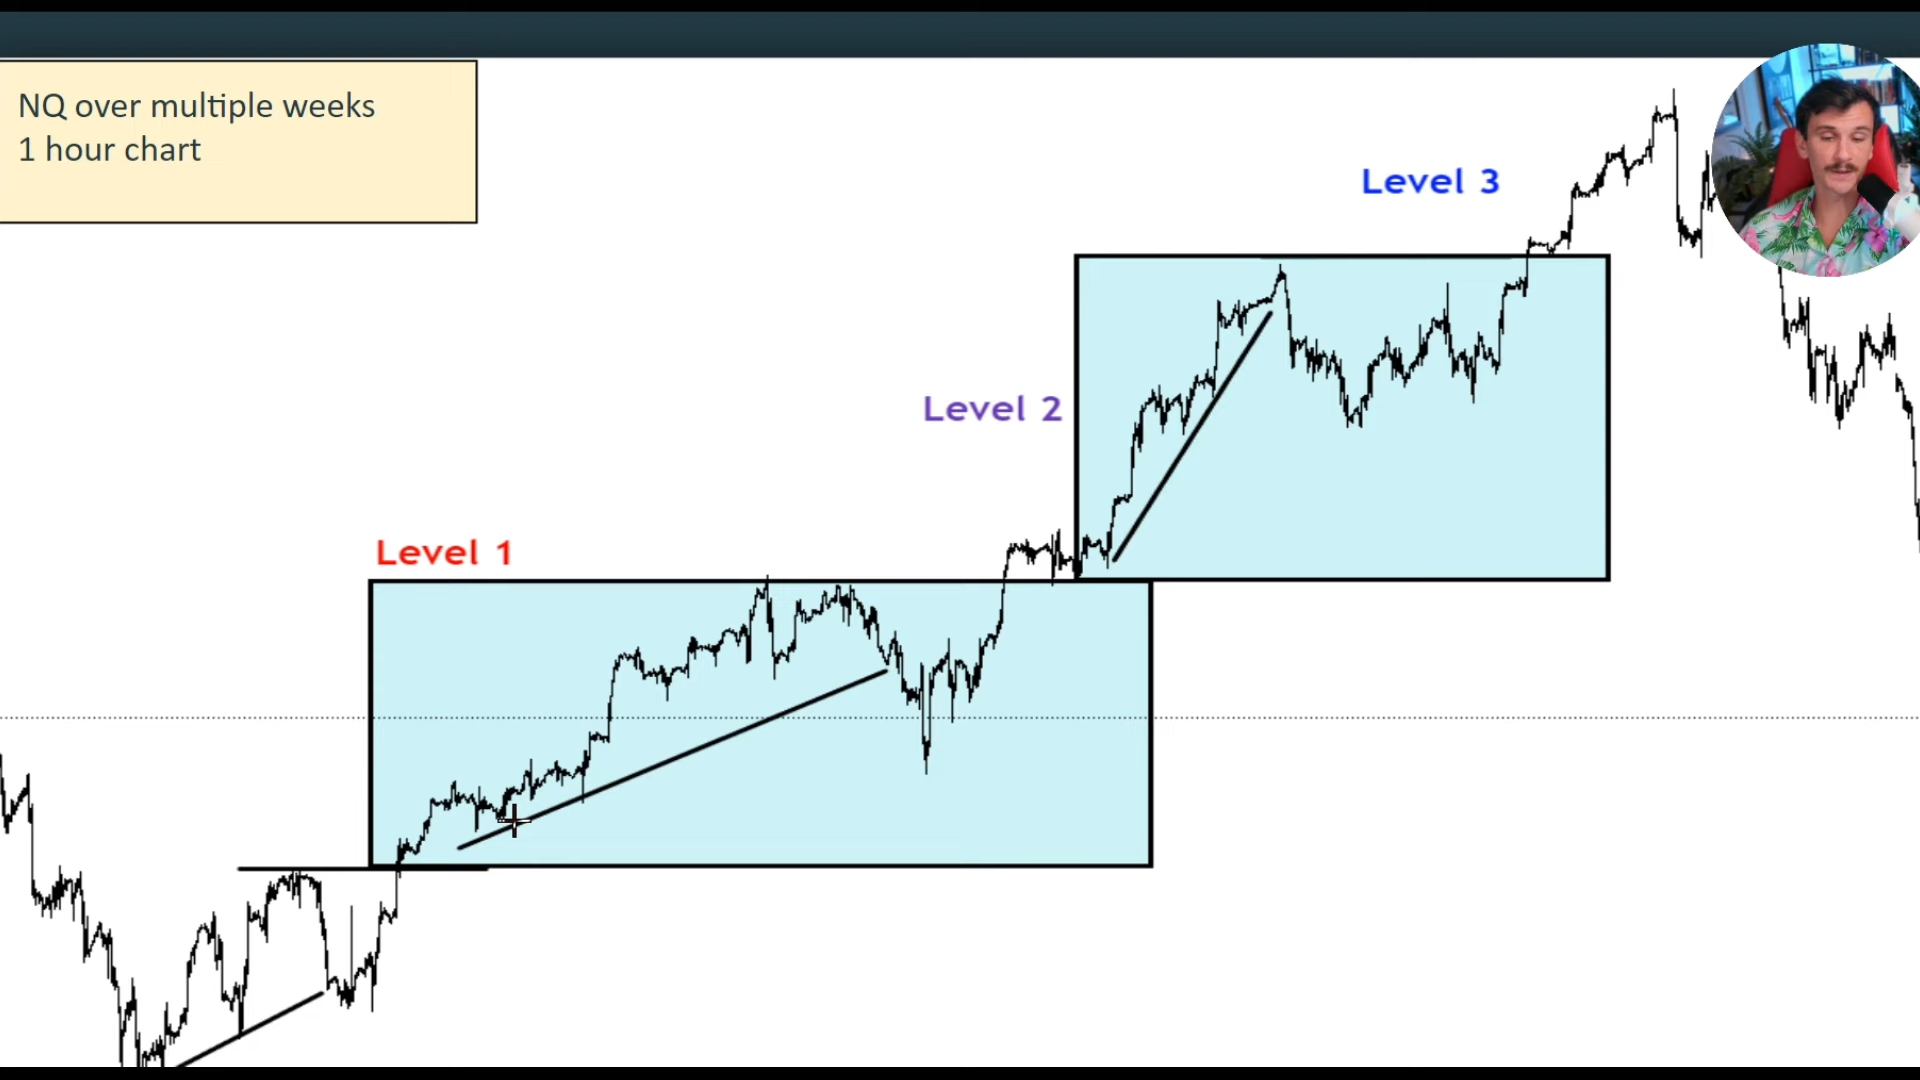 NQ over multiple weeks
1 hour chart
Level 3
Level 2
Level 1